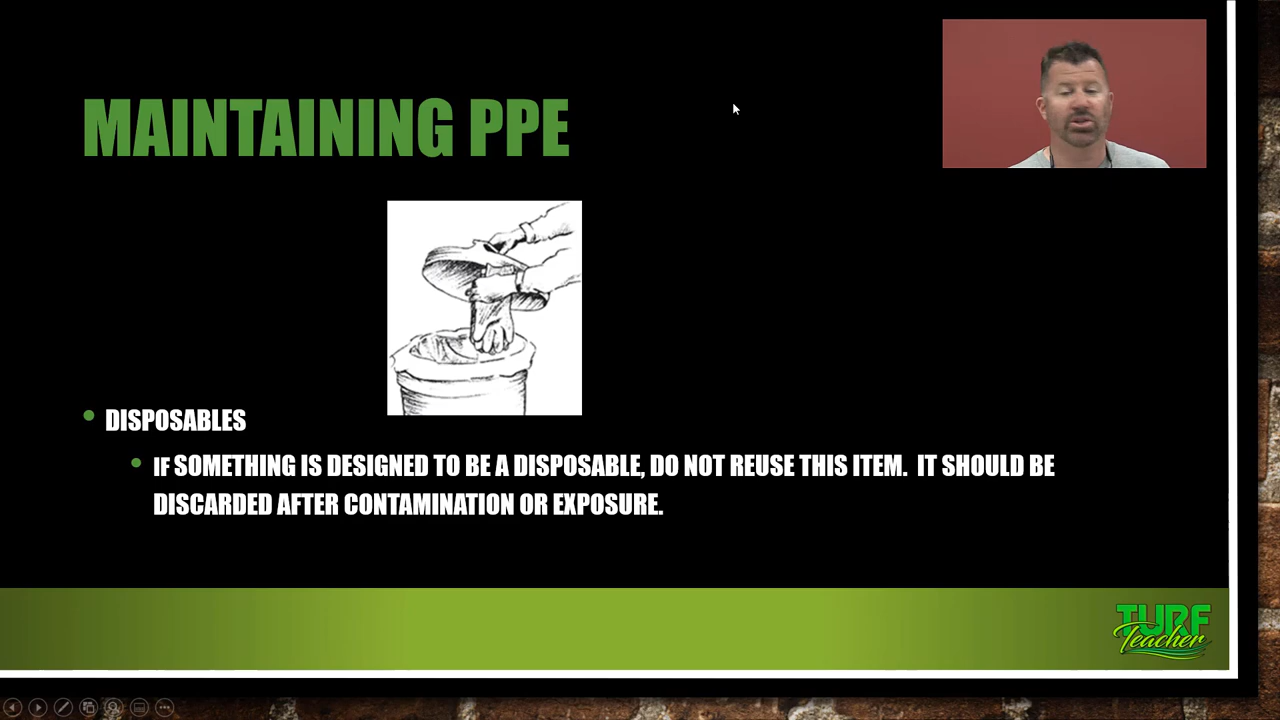 MAINTAINING PPE
DISPOSABLES
IF SOMETHING IS DESIGNED TO BE A DISPOSABLE, DO NOT REUSE THIS ITEM. IT SHOULD BE
DISCARDED AFTER CONTAMINATION OR EXPOSURE.
TURF
Teacher